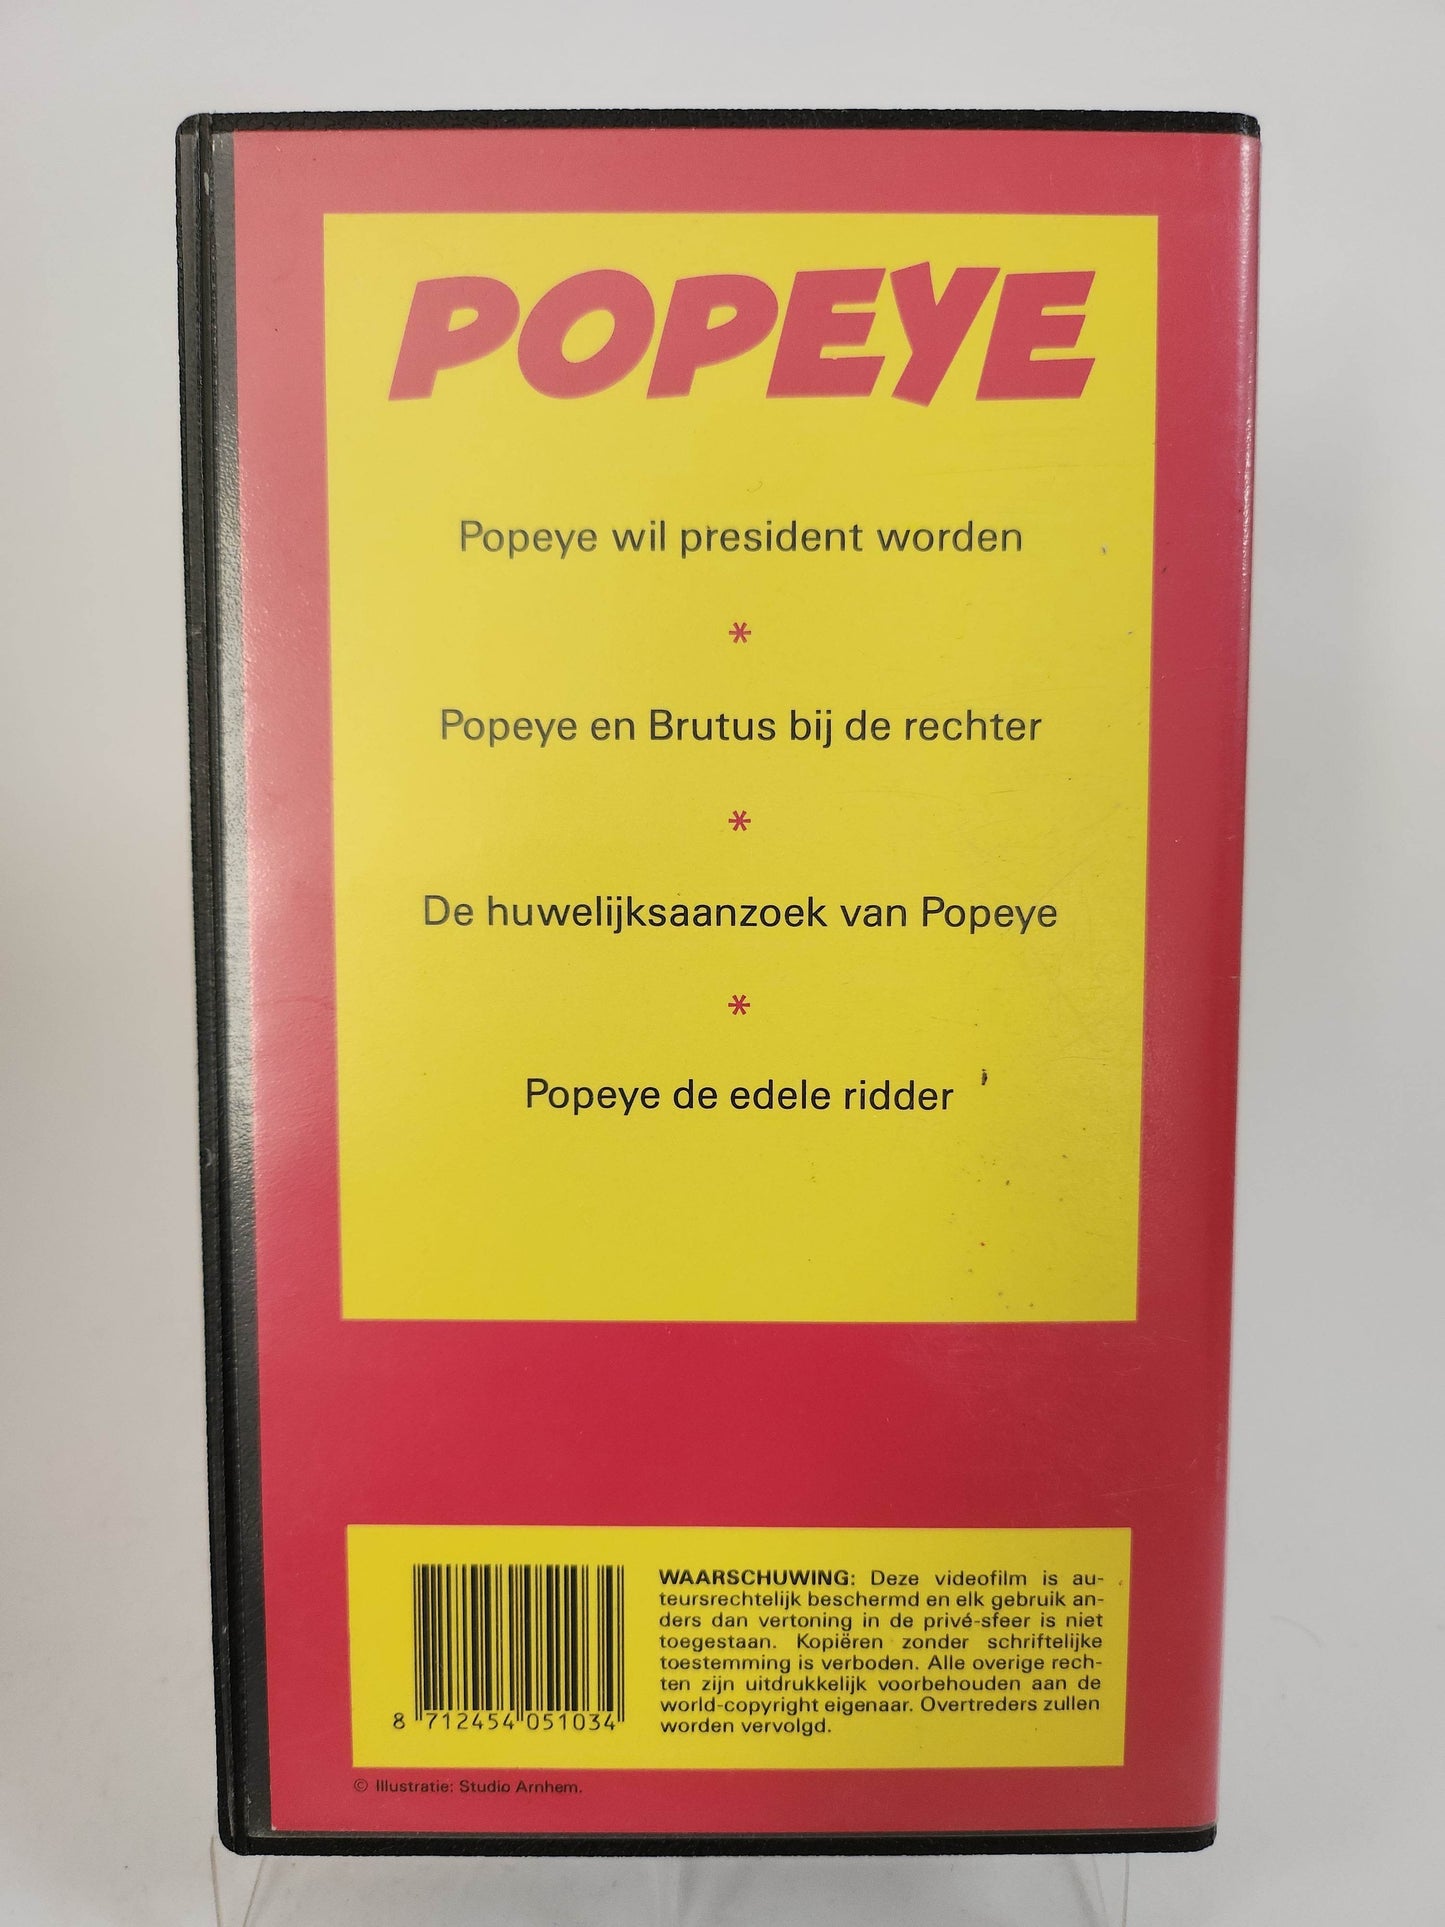 POPEYE
Popeye wil president worden
*
Popeye en Brutus bij de rechter
*
De huwelijksaanzoek van Popeye
*
Popeye de edele ridder
WAARSCHUWING: Deze videofilm is au-
teursrechtelijk beschermd en elk gebruik an-
ders dan vertoning in de privé-sfeer is niet
toegestaan. Kopiëren zonder schriftelijke
toestemming is verboden. Alle overige rech-
ten zijn uitdrukkelijk voorbehouden aan de
world-copyright eigenaar. Overtreders zullen
worden vervolgd.
8 712454 051034
© Illustratie: Studio Arnhem.